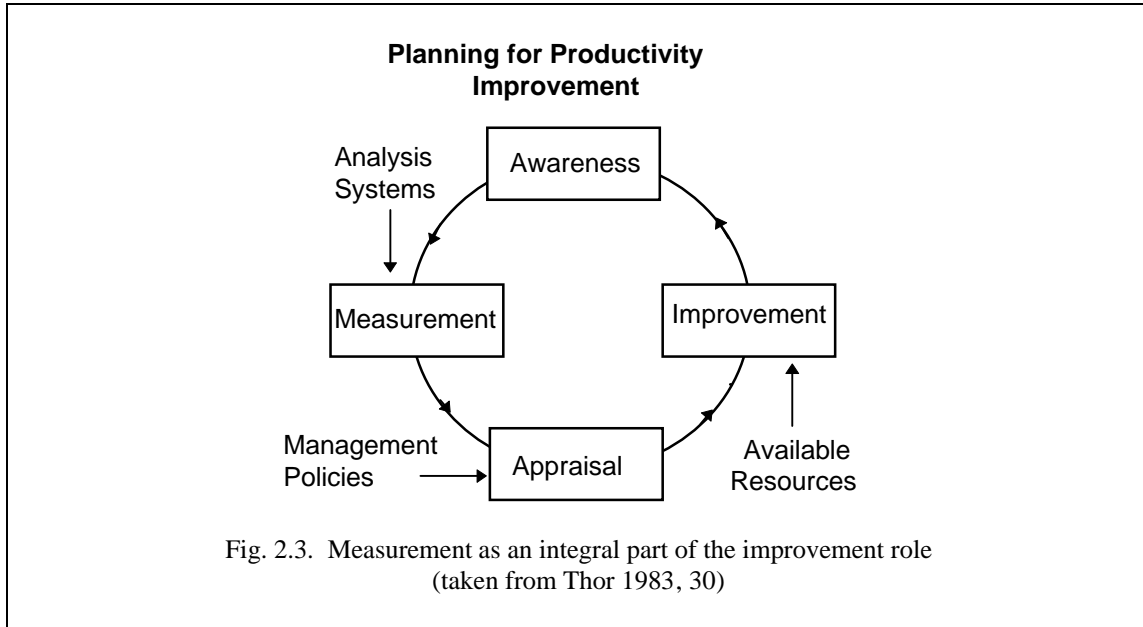 Planning for Productivity
Improvement
Awareness
Analysis
Systems
Measurement
Improvement
Management
Policies
Appraisal
Available
Resources
Fig. 2.3.  Measurement as an integral part of the improvement role
(taken from Thor 1983, 30)